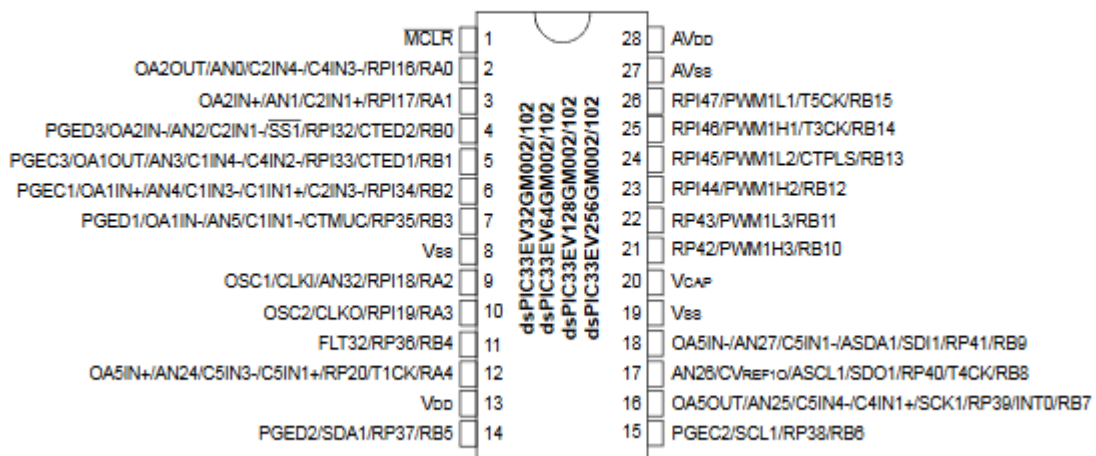 MCLR 1 28 AVDD
OA2OUT/AN0/C2IN4-/C4IN3-/RPI16/RA0 2 27 AVSS
OA2IN+/AN1/C2IN1+/RPI17/RA1 3 26 RPI47/PWM1L1/T5CK/RB15
PGED3/OA2IN-/AN2/C2IN1-/SS1/RPI32/CTED2/RB0 4 25 RPI46/PWM1H1/T3CK/RB14
PGEC3/OA1OUT/AN3/C1IN4-/C4IN2-/RPI33/CTED1/RB1 5 24 RPI45/PWM1L2/CTPLS/RB13
PGEC1/OA1IN+/AN4/C1IN3-/C1IN1+/C2IN3-/RPI34/RB2 6 23 RPI44/PWM1H2/RB12
PGED1/OA1IN-/AN5/C1IN1-/CTMUC/RP35/RB3 7 22 RP43/PWM1L3/RB11
VSS 8 21 RP42/PWM1H3/RB10
OSC1/CLKI/AN32/RPI18/RA2 9 20 VCAP
OSC2/CLKO/RPI19/RA3 10 19 VSS
FLT32/RP36/RB4 11 18 OA5IN-/AN27/C5IN1-/ASDA1/SDI1/RP41/RB9
OA5IN+/AN24/C5IN3-/C5IN1+/RP20/T1CK/RA4 12 17 AN26/CVREF1O/ASCL1/SDO1/RP40/T4CK/RB8
VDD 13 16 OA5OUT/AN25/C5IN4-/C4IN1+/SCK1/RP39/INT0/RB7
PGED2/SDA1/RP37/RB5 14 15 PGEC2/SCL1/RP38/RB6
dsPIC33EV32GM002/102
dsPIC33EV64GM002/102
dsPIC33EV128GM002/102
dsPIC33EV256GM002/102